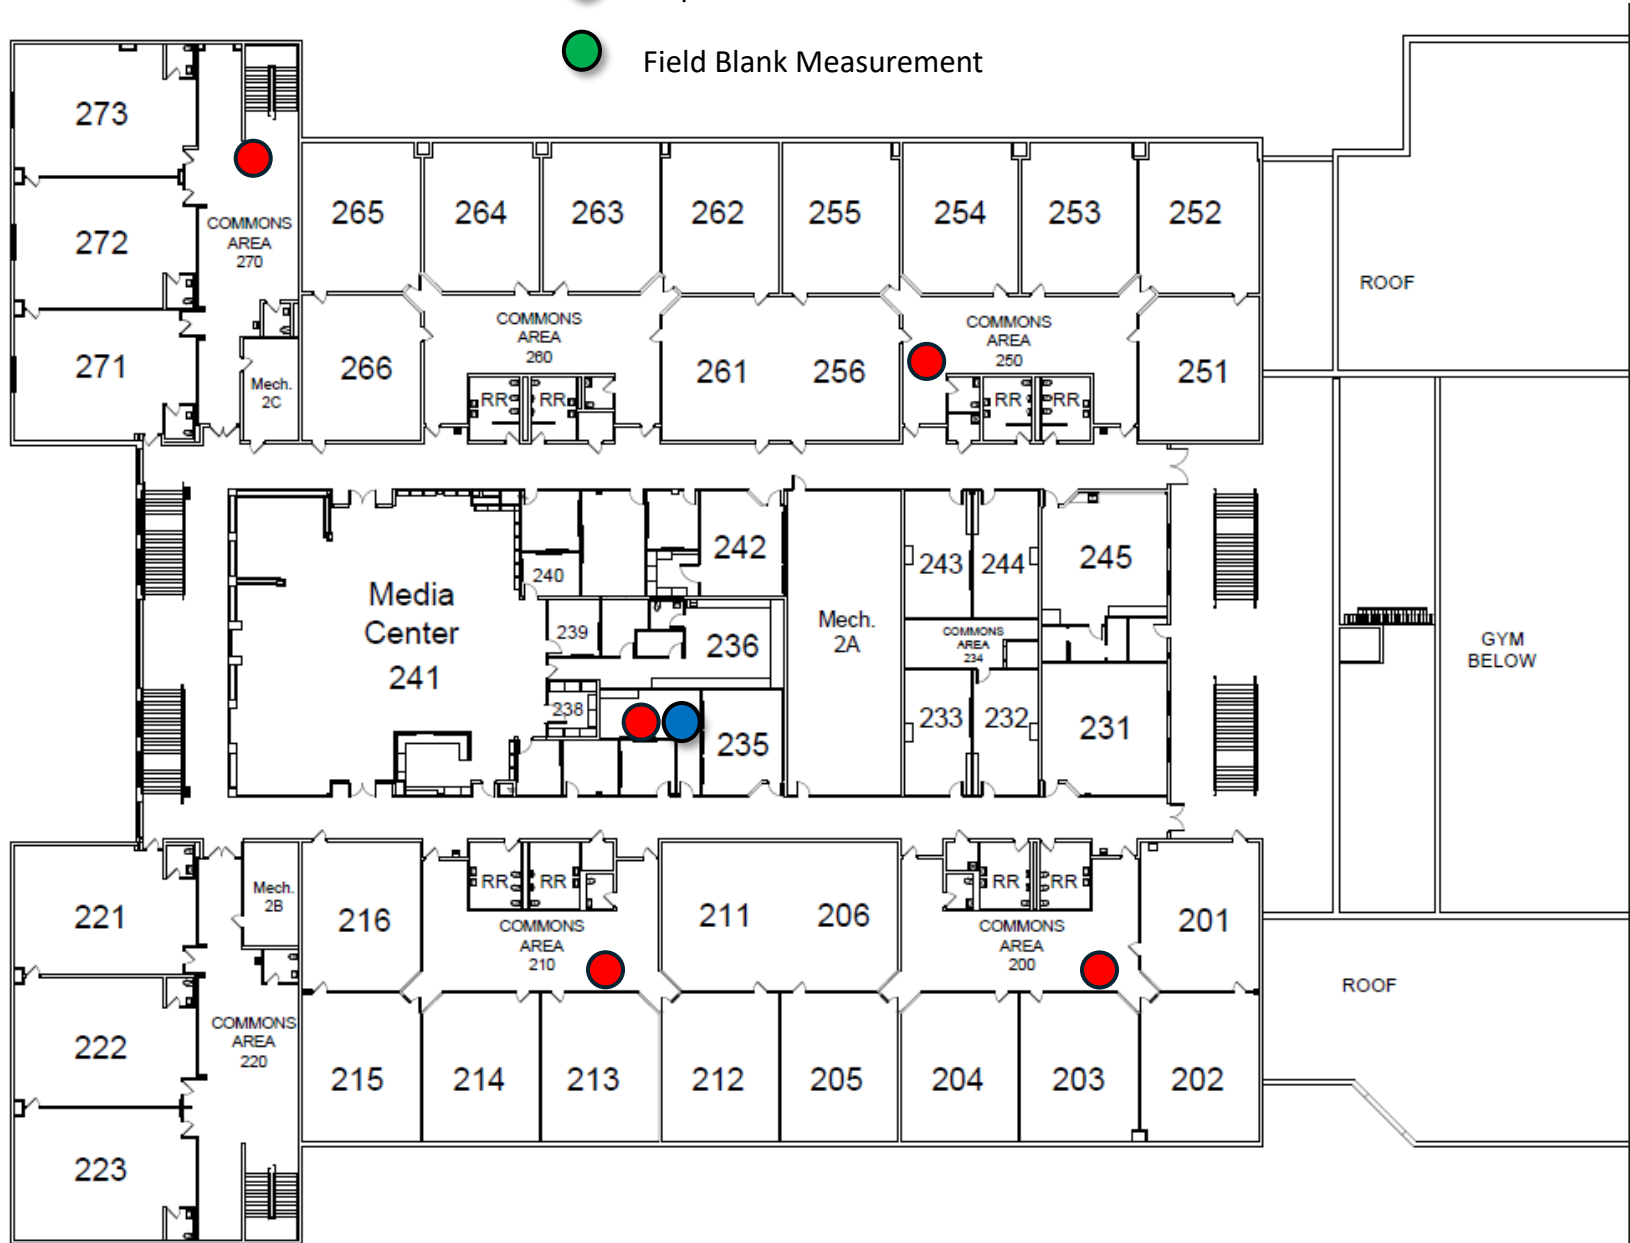 Field Blank Measurement
273
272
COMMONS
AREA
270
271
Mech.
2C
265
264
263
262
255
254
253
252
ROOF
266
COMMONS
AREA
260
261
256
COMMONS
AREA
250
251
RR
RR
RR
RR
Media
Center
241
240
242
239
236
238
235
Mech.
2A
243
244
245
COMMONS
AREA
234
233
232
231
GYM
BELOW
221
Mech.
2B
216
RR
RR
COMMONS
AREA
210
211
206
RR
RR
COMMONS
AREA
200
201
ROOF
222
COMMONS
AREA
220
215
214
213
212
205
204
203
202
223